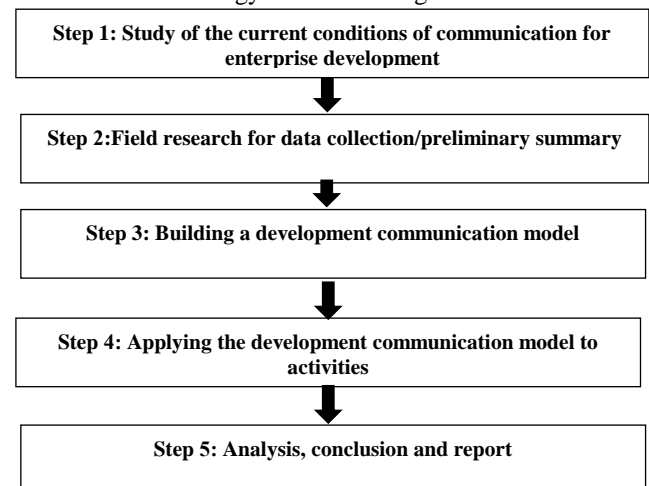 Step 1: Study of the current conditions of communication for
enterprise development
Step 2:Field research for data collection/preliminary summary
Step 3: Building a development communication model
Step 4: Applying the development communication model to
activities
Step 5: Analysis, conclusion and report